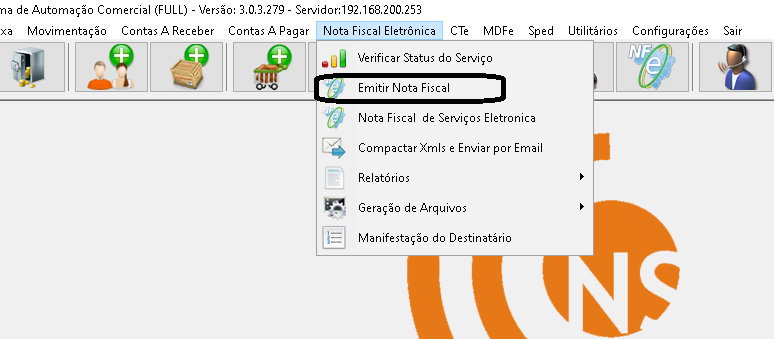 ma de Automação Comercial (FULL) - Versão: 3.0.3.279 - Servidor:192.168.200.253
xa Movimentação Contas A Receber Contas A Pagar Nota Fiscal Eletrônica CTe MDFe Sped Utilitários Configurações Sair
NF e
Verificar Status do Serviço
Emitir Nota Fiscal
Nota Fiscal de Serviços Eletronica
Compactar Xmls e Enviar por Email
Relatórios
Geração de Arquivos
Manifestação do Destinatário
NS